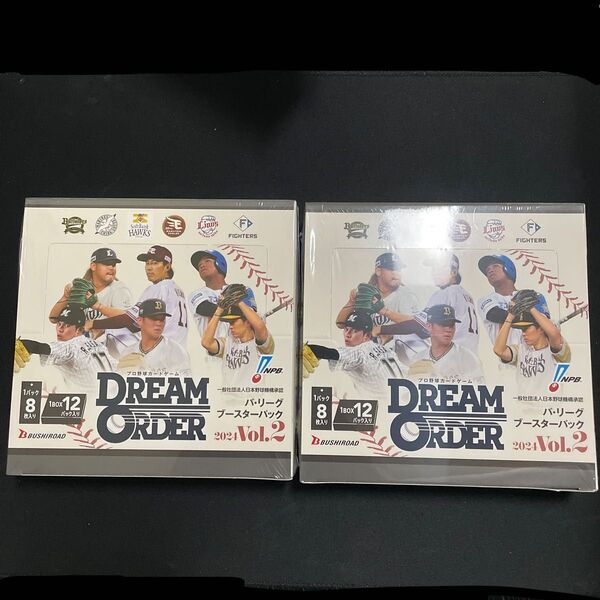 Buffaloes
SoftBank
HAWKS
Lions
FIGHTERS
プロ野球カードゲーム
DREAM
ORDER
NPB
一般社団法人日本野球機構承認
パ・リーグ
ブースターパック
2024 Vol.2
1パック
8
枚入り
1BOX
12
パック入り
BUSHIROAD
Buffaloes
Lions
FIGHTERS
プロ野球カードゲーム
DREAM
ORDER
NPB
一般社団法人日本野球機構承認
パ・リーグ
ブースターパック
2024 Vol.2
1パック
8
枚入り
1BOX
12
パック入り
BUSHIROAD